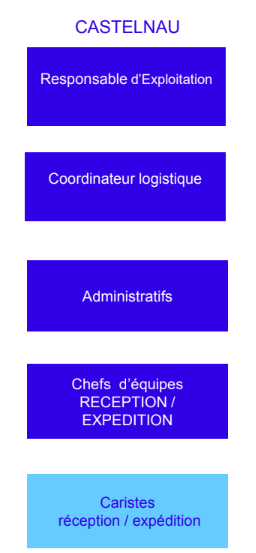 CASTELNAU
Responsable d'Exploitation
Coordinateur logistique
Administratifs
Chefs d'équipes
RECEPTION /
EXPEDITION
Caristes
réception / expédition